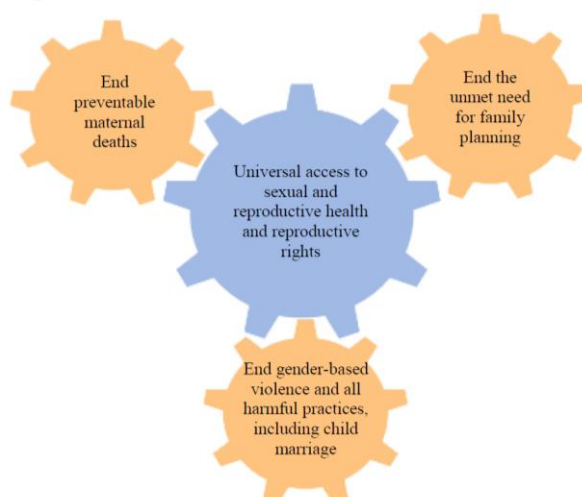 End
preventable
maternal
deaths
End the
unmet need
for family
planning
Universal access to
sexual and
reproductive health
and reproductive
rights
End gender-based
violence and all
harmful practices,
including child
marriage